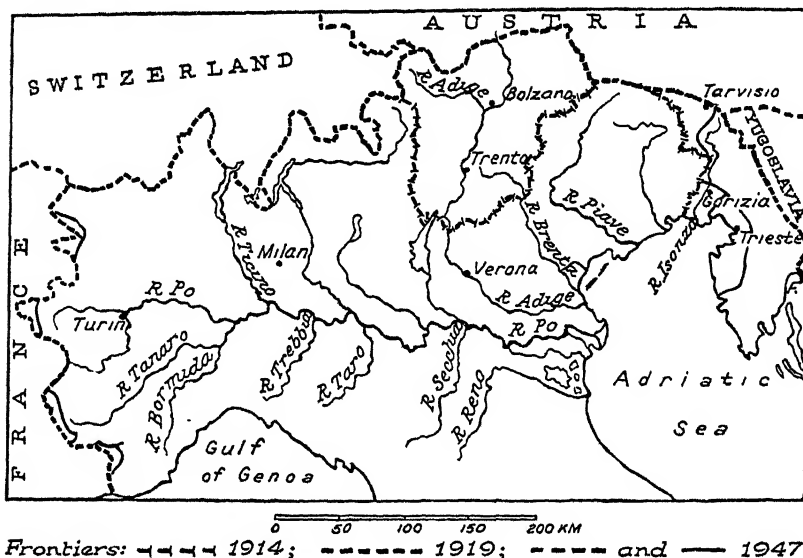 AUSTRIA
SWITZERLAND
R Adige
Bolzano
Tarvisio
YUGOSLAVIA
Trento
Gorizia
R Piave
FRANCE
R Ticino
Milan
R Brenta
R Isonzo
Trieste
Verona
R Po
R Adige
Turin
R Po
R Tanaro
R Bormida
R Trebbia
R Taro
R Secchia
R Reno
Adriatic
Sea
Gulf
of Genoa
0 50 100 150 200 KM
Frontiers: 1914; 1919; and 1947